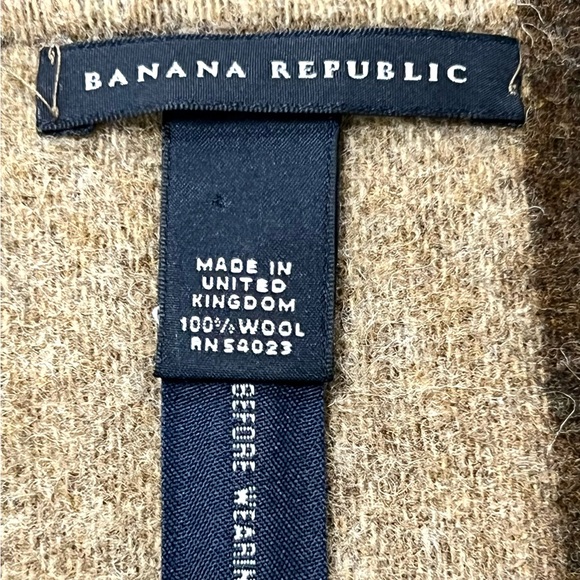 BANANA REPUBLIC
MADE IN
UNITED
KINGDOM
100% WOOL
RN54023
BEFORE